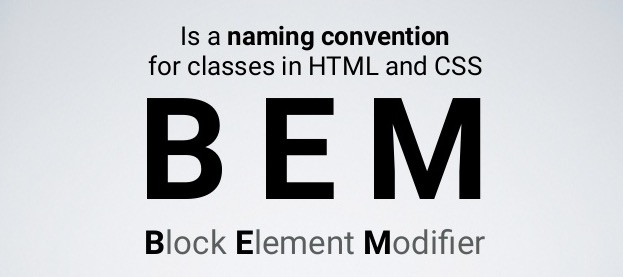 Is a naming convention
for classes in HTML and CSS
B E M
Block Element Modifier